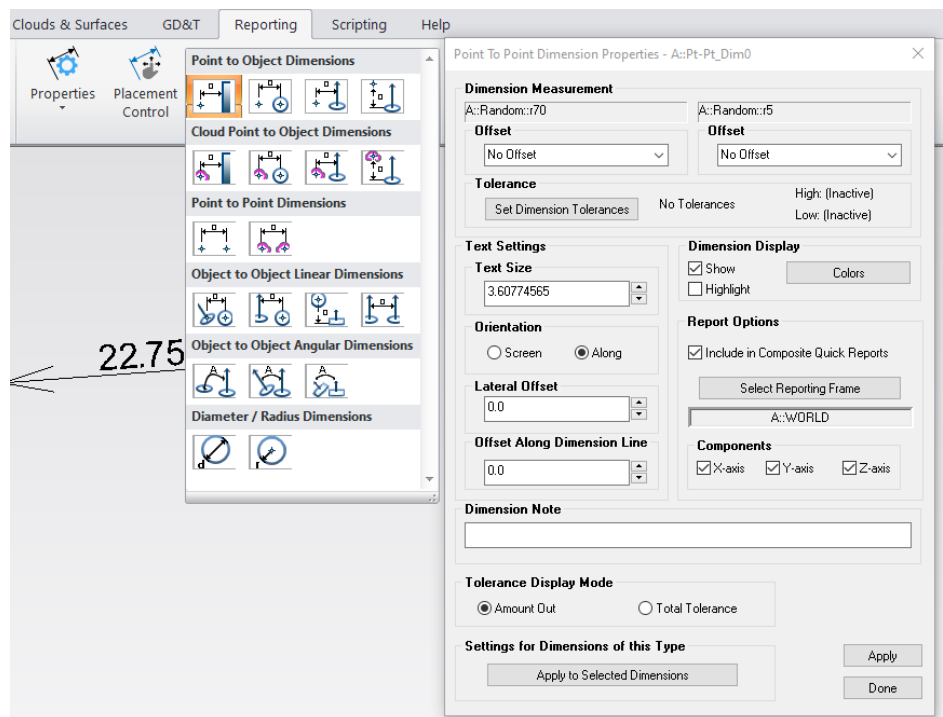 Clouds & Surfaces GD&T Reporting Scripting Help
Properties
Placement Control
Point to Object Dimensions
Cloud Point to Object Dimensions
Point to Point Dimensions
Object to Object Linear Dimensions
Object to Object Angular Dimensions
Diameter / Radius Dimensions
d
r
22.75
Point To Point Dimension Properties - A::Pt-Pt_Dim0
Dimension Measurement
A::Random::r70 A::Random::r5
Offset Offset
No Offset No Offset
Tolerance
Set Dimension Tolerances No Tolerances High: (Inactive)
Low: (Inactive)
Text Settings
Text Size
3.60774565
Orientation
Screen Along
Lateral Offset
0.0
Offset Along Dimension Line
0.0
Dimension Display
Show Colors
Highlight
Report Options
Include in Composite Quick Reports
Select Reporting Frame
A::WORLD
Components
X-axis Y-axis Z-axis
Dimension Note
Tolerance Display Mode
Amount Out Total Tolerance
Settings for Dimensions of this Type
Apply to Selected Dimensions
Apply
Done